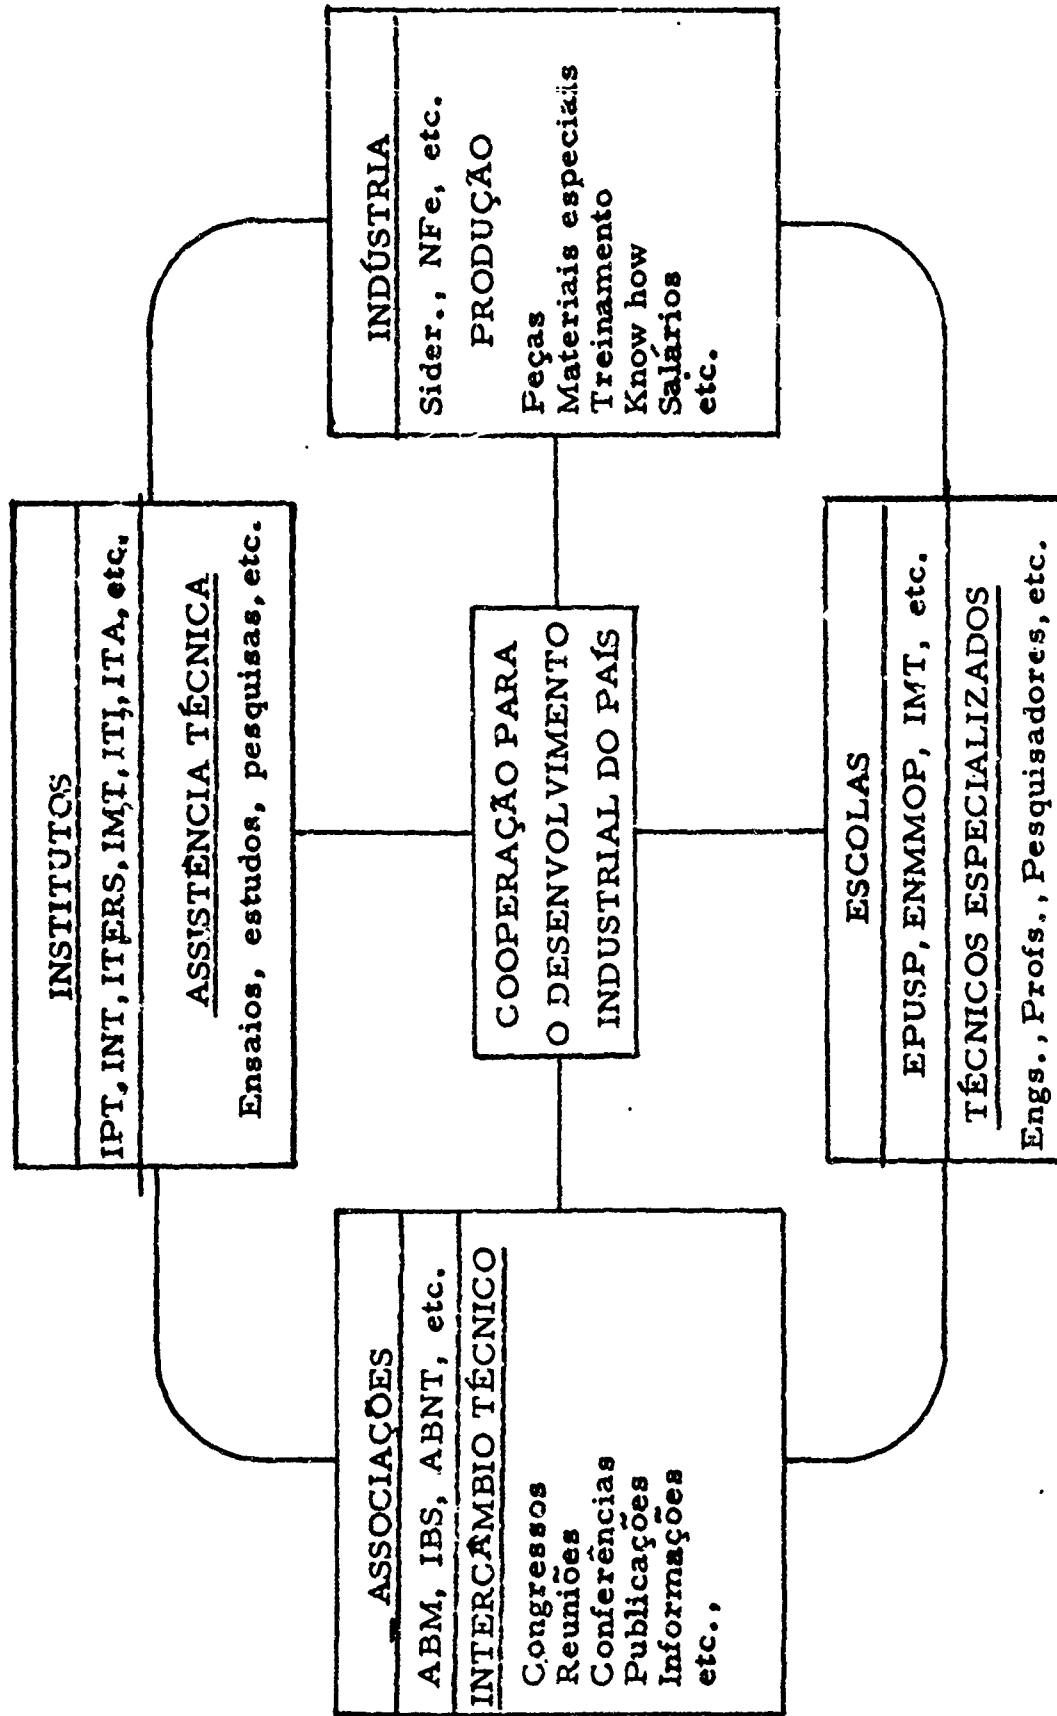 INSTITUTOS
IPT, INT, ITERS, IMT, ITI, ITA, etc.
ASSISTÊNCIA TÉCNICA
Ensaios, estudos, pesquisas, etc.
ASSOCIAÇÕES
ABM, IBS, ABNT, etc.
INTERCÂMBIO TÉCNICO
Congressos
Reuniões
Conferências
Publicações
Informações
etc.,
COOPERAÇÃO PARA
O DESENVOLVIMENTO
INDUSTRIAL DO PAÍS
INDÚSTRIA
Sider., NFe, etc.
PRODUÇÃO
Peças
Materiais especiais
Treinamento
Know how
Salários
etc.
ESCOLAS
EPUSP, ENMMOP, IMT, etc.
TÉCNICOS ESPECIALIZADOS
Engs., Profs., Pesquisadores, etc.